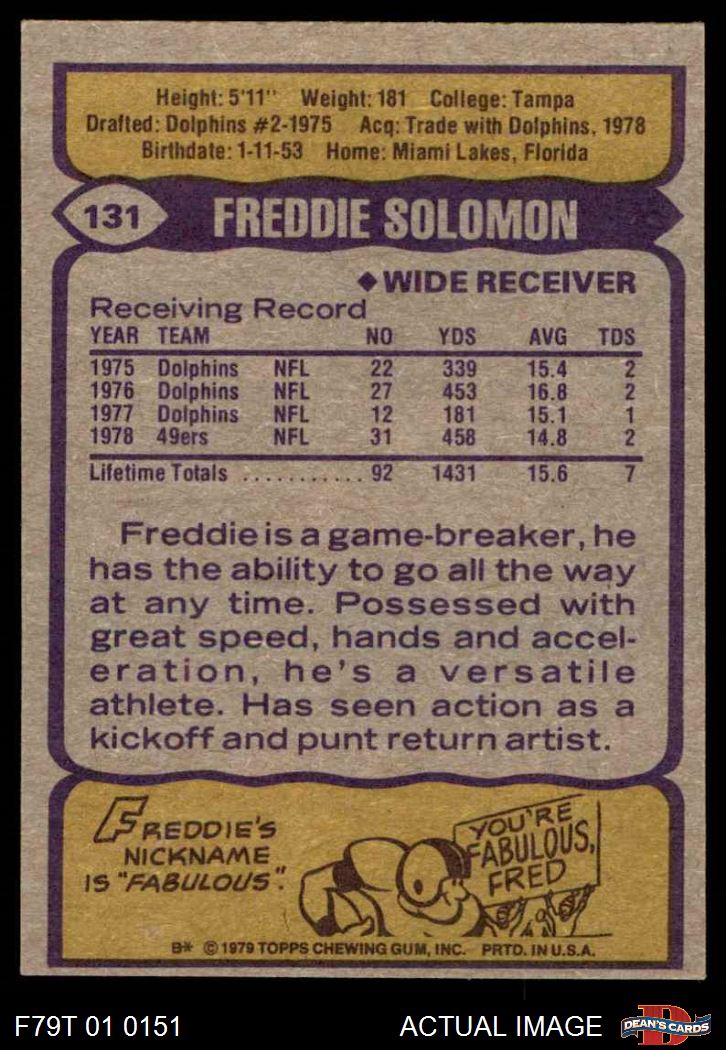 Height: 5'11" Weight: 181 College: Tampa
Drafted: Dolphins #2-1975 Acq: Trade with Dolphins, 1978
Birthdate: 1-11-53 Home: Miami Lakes, Florida
131 FREDDIE SOLOMON
◆WIDE RECEIVER
Receiving Record
YEAR TEAM NO YDS AVG TDS
1975 Dolphins NFL 22 339 15.4 2
1976 Dolphins NFL 27 453 16.8 2
1977 Dolphins NFL 12 181 15.1 1
1978 49ers NFL 31 458 14.8 2
Lifetime Totals ........... 92 1431 15.6 7
Freddie is a game-breaker, he
has the ability to go all the way
at any time. Possessed with
great speed, hands and accel-
eration, he's a versatile
athlete. Has seen action as a
kickoff and punt return artist.
FREDDIE'S
NICKNAME
IS "FABULOUS".
YOU'RE
FABULOUS,
FRED
B* © 1979 TOPPS CHEWING GUM, INC. PRTD. IN U.S.A.
F79T 01 0151 ACTUAL IMAGE D DEAN'S CARDS